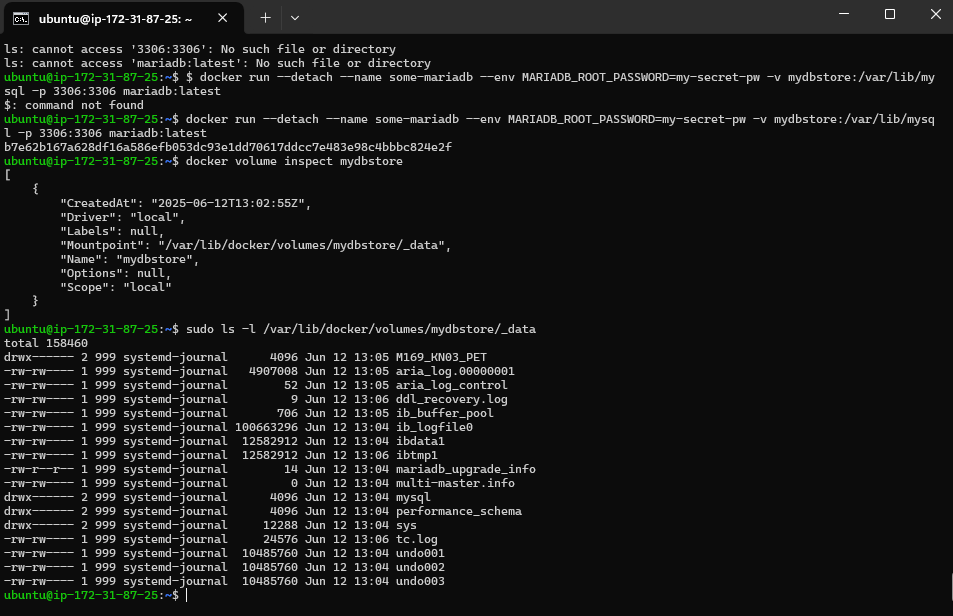 ubuntu@ip-172-31-87-25: ~
ls: cannot access '3306:3306': No such file or directory
ls: cannot access 'mariadb:latest': No such file or directory
ubuntu@ip-172-31-87-25:~$ $ docker run --detach --name some-mariadb --env MARIADB_ROOT_PASSWORD=my-secret-pw -v mydbstore:/var/lib/my
sql -p 3306:3306 mariadb:latest
$: command not found
ubuntu@ip-172-31-87-25:~$ docker run --detach --name some-mariadb --env MARIADB_ROOT_PASSWORD=my-secret-pw -v mydbstore:/var/lib/mysq
l -p 3306:3306 mariadb:latest
b7e62b167a628df16a586efb053dc93e1dd70617ddcc7e483e98c4bbbc824e2f
ubuntu@ip-172-31-87-25:~$ docker volume inspect mydbstore
[
    {
        "CreatedAt": "2025-06-12T13:02:55Z",
        "Driver": "local",
        "Labels": null,
        "Mountpoint": "/var/lib/docker/volumes/mydbstore/_data",
        "Name": "mydbstore",
        "Options": null,
        "Scope": "local"
    }
]
ubuntu@ip-172-31-87-25:~$ sudo ls -l /var/lib/docker/volumes/mydbstore/_data
total 158460
drwx------ 2 999 systemd-journal      4096 Jun 12 13:05 M169_KN03_PET
-rw-rw---- 1 999 systemd-journal   4907008 Jun 12 13:05 aria_log.00000001
-rw-rw---- 1 999 systemd-journal        52 Jun 12 13:05 aria_log_control
-rw-rw---- 1 999 systemd-journal         9 Jun 12 13:06 ddl_recovery.log
-rw-rw---- 1 999 systemd-journal       706 Jun 12 13:05 ib_buffer_pool
-rw-rw---- 1 999 systemd-journal 100663296 Jun 12 13:04 ib_logfile0
-rw-rw---- 1 999 systemd-journal  12582912 Jun 12 13:04 ibdata1
-rw-rw---- 1 999 systemd-journal  12582912 Jun 12 13:06 ibtmp1
-rw-r--r-- 1 999 systemd-journal        14 Jun 12 13:04 mariadb_upgrade_info
-rw-rw---- 1 999 systemd-journal         0 Jun 12 13:04 multi-master.info
drwx------ 2 999 systemd-journal      4096 Jun 12 13:04 mysql
drwx------ 2 999 systemd-journal      4096 Jun 12 13:04 performance_schema
drwx------ 2 999 systemd-journal     12288 Jun 12 13:04 sys
-rw-rw---- 1 999 systemd-journal     24576 Jun 12 13:06 tc.log
-rw-rw---- 1 999 systemd-journal  10485760 Jun 12 13:04 undo001
-rw-rw---- 1 999 systemd-journal  10485760 Jun 12 13:04 undo002
-rw-rw---- 1 999 systemd-journal  10485760 Jun 12 13:04 undo003
ubuntu@ip-172-31-87-25:~$